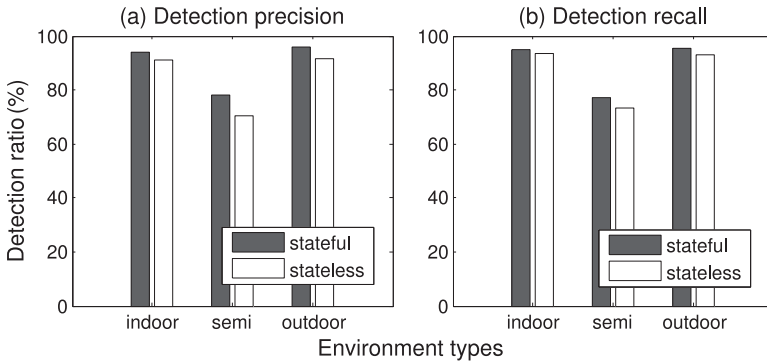 (a) Detection precision
(b) Detection recall
Detection ratio (%)
100
80
60
40
20
0
stateful
stateless
indoor semi outdoor
100
80
60
40
20
0
stateful
stateless
indoor semi outdoor
Environment types